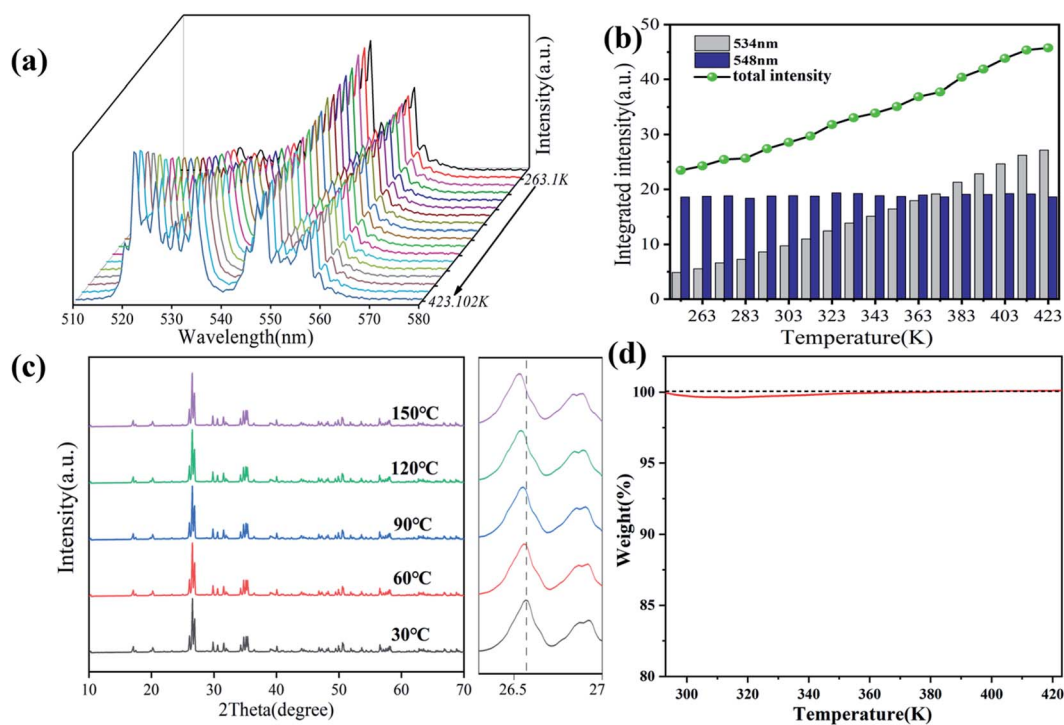 (a)
Intensity(a.u.)
263.1K
423.102K
510 520 530 540 550 560 570 580
Wavelength(nm)
(b)
534nm
548nm
total intensity
Integrated intensity(a.u.)
50
40
30
20
10
0
263 283 303 323 343 363 383 403 423
Temperature(K)
(c)
Intensity(a.u.)
150℃
120℃
90℃
60℃
30℃
10 20 30 40 50 60 70
2Theta(degree)
26.5 27
(d)
Weight(%)
100
95
90
85
80
300 320 340 360 380 400 420
Temperature(K)